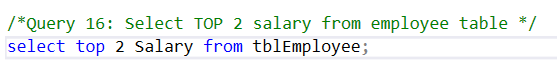 /*Query 16: Select TOP 2 salary from employee table */
select top 2 Salary from tblEmployee;